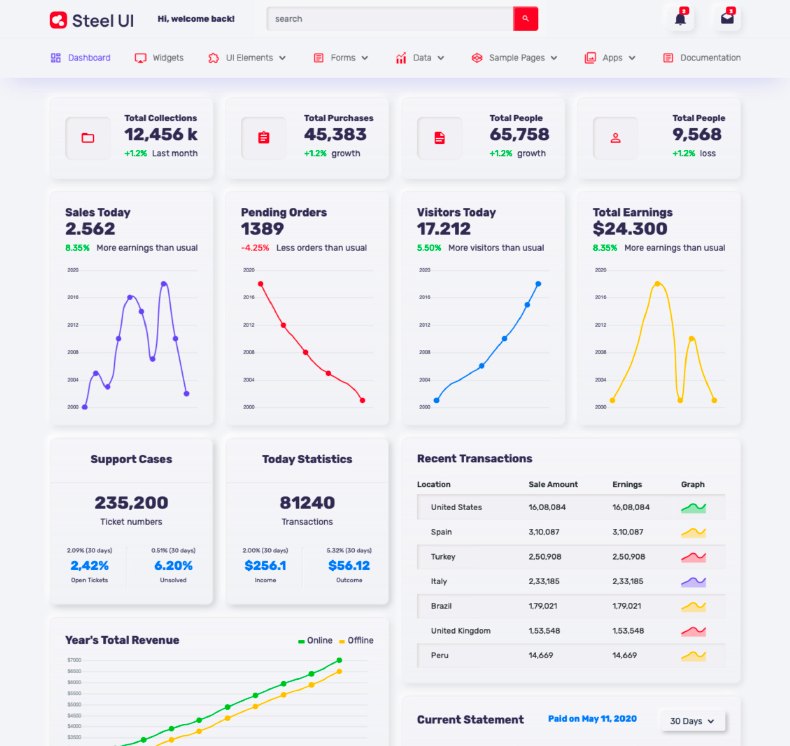 Steel UI
Hi, welcome back!
search
3
3
Dashboard
Widgets
UI Elements
Forms
Data
Sample Pages
Apps
Documentation
Total Collections
12,456 k
+1.2% Last month
Total Purchases
45,383
+1.2% growth
Total People
65,758
+1.2% growth
Total People
9,568
+1.2% loss
Sales Today
2.562
8.35% More earnings than usual
2020
2016
2012
2008
2004
2000
Pending Orders
1389
-4.25% Less orders than usual
2020
2016
2012
2008
2004
2000
Visitors Today
17.212
5.50% More visitors than usual
2020
2016
2012
2008
2004
2000
Total Earnings
$24.300
8.35% More earnings than usual
2020
2016
2012
2008
2004
2000
Support Cases
235,200
Ticket numbers
2.09% (30 days)
2,42%
Open Tickets
0.51% (30 days)
6.20%
Unsolved
Today Statistics
81240
Transactions
2.00% (30 days)
$256.1
Income
5.32% (30 days)
$56.12
Outcome
Recent Transactions
Location Sale Amount Ernings Graph
United States 16,08,084 16,08,084
Spain 3,10,087 3,10,087
Turkey 2,50,908 2,50,908
Italy 2,33,185 2,33,185
Brazil 1,79,021 1,79,021
United Kingdom 1,53.548 1,53.548
Peru 14,669 14,669
Year's Total Revenue
Online Offline
$7000
$6500
$6000
$5500
$5000
$4500
$4000
$3500
Current Statement
Paid on May 11, 2020
30 Days